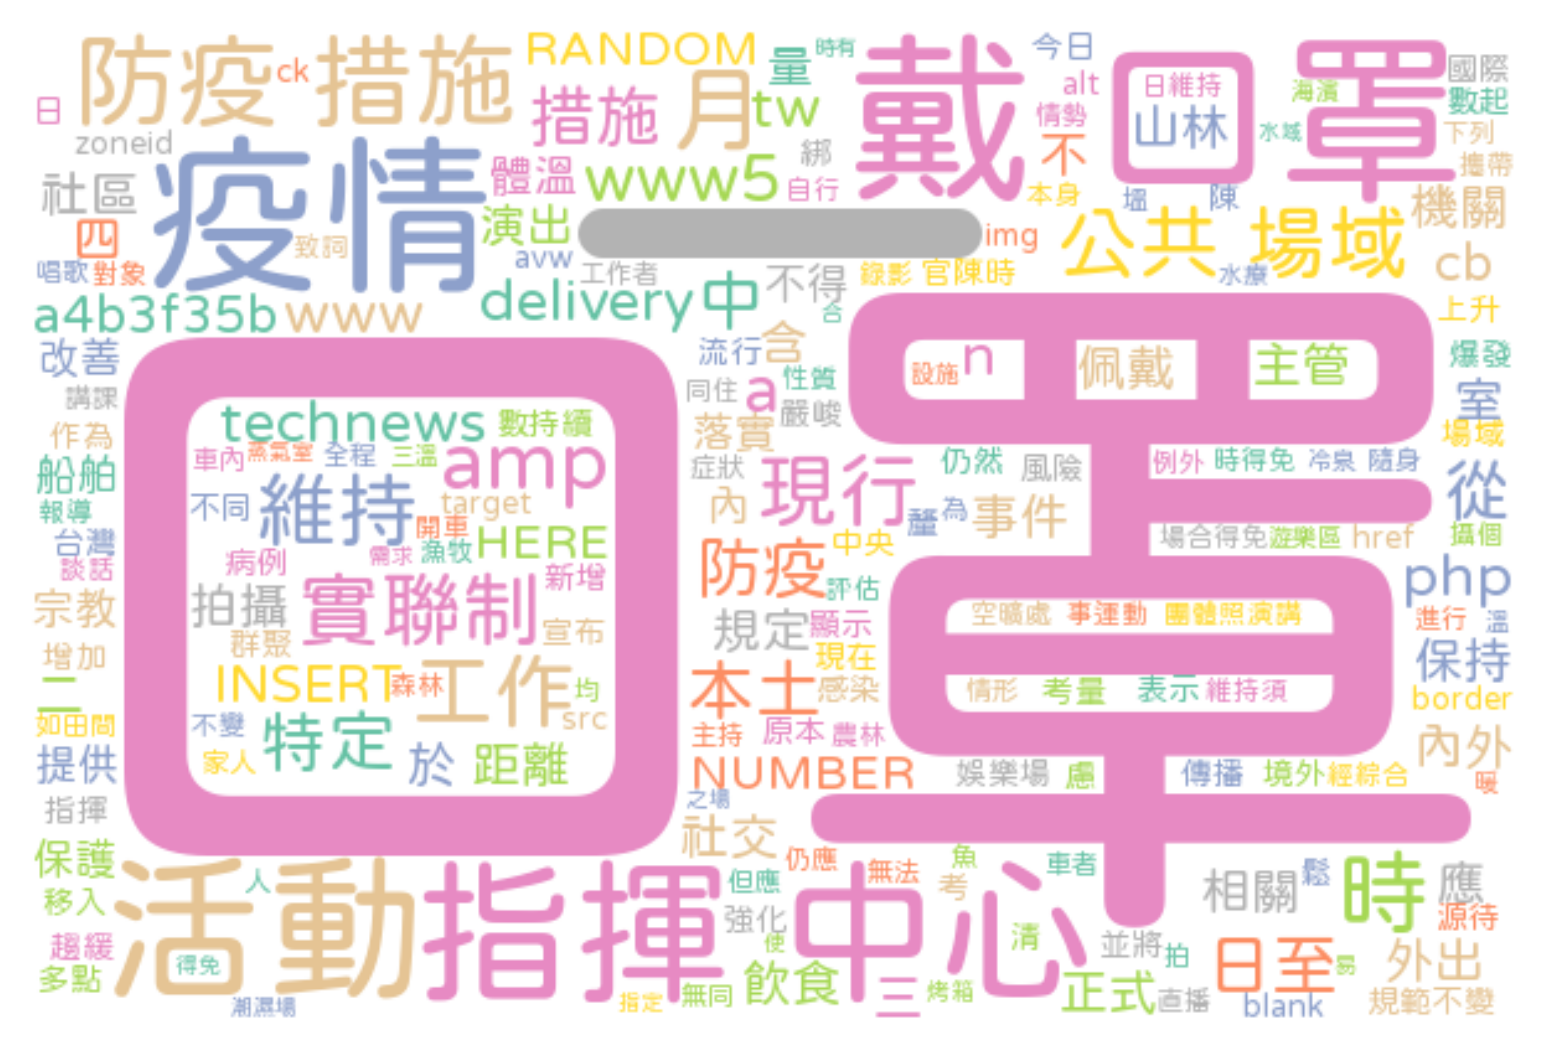 防疫措施 ck RANDOM 量 時有 戴口罩 今日 國際
日 措施 月 tw alt 日維持 海濱 數起
zoneid 情勢 山林 水域 下列
疫情 體溫 www5 綁 自行 不 本身 攜帶
社區 演出 塭 陳 機關
四 致詞 avw img 公共場域 cb
唱歌 對象 工作者 不得 錄影 官陳時 水療
a4b3f35b www delivery 中 合 上升
改善 口罩 流行 含 設施 n 佩戴 主管 爆發
講課 technews 數持續 同住 a 性質 嚴峻 室
作為 車內 蒸氣室 全程 三溫 amp 落實 場域
船舶 症狀 現行 仍然 風險 例外 時得免 冷泉 隨身 從
報導 不同 維持 target 內 為 事件
台灣 開車 HERE 中央 場合得免 遊樂區 href 攝個
談話 病例 需求 漁牧 新增 防疫 評估 php
宗教 拍攝 實聯制 規定 顯示 空曠處 事運動 團體照演講 進行 溫
增加 群聚 宣布 現在 保持
二 INSERT 森林 工作 均 本土 感染 情形 考量 表示 維持須 border
如田間 不變 特定 src 主持 原本 農林 內外
提供 家人 於 距離 NUMBER 娛樂場 慮 傳播 境外 經綜合 暖
指揮 之場 社交
保護 活動 人 指揮中心 仍應 無法 魚 車者 相關 鬆 時 應
移入 但應 考 源待
趨緩 得免 強化 使 清 並將 拍 日至 易 外出
多點 指定 無同 飲食 三 烤箱 正式 直播 規範不變
潮濕場 blank